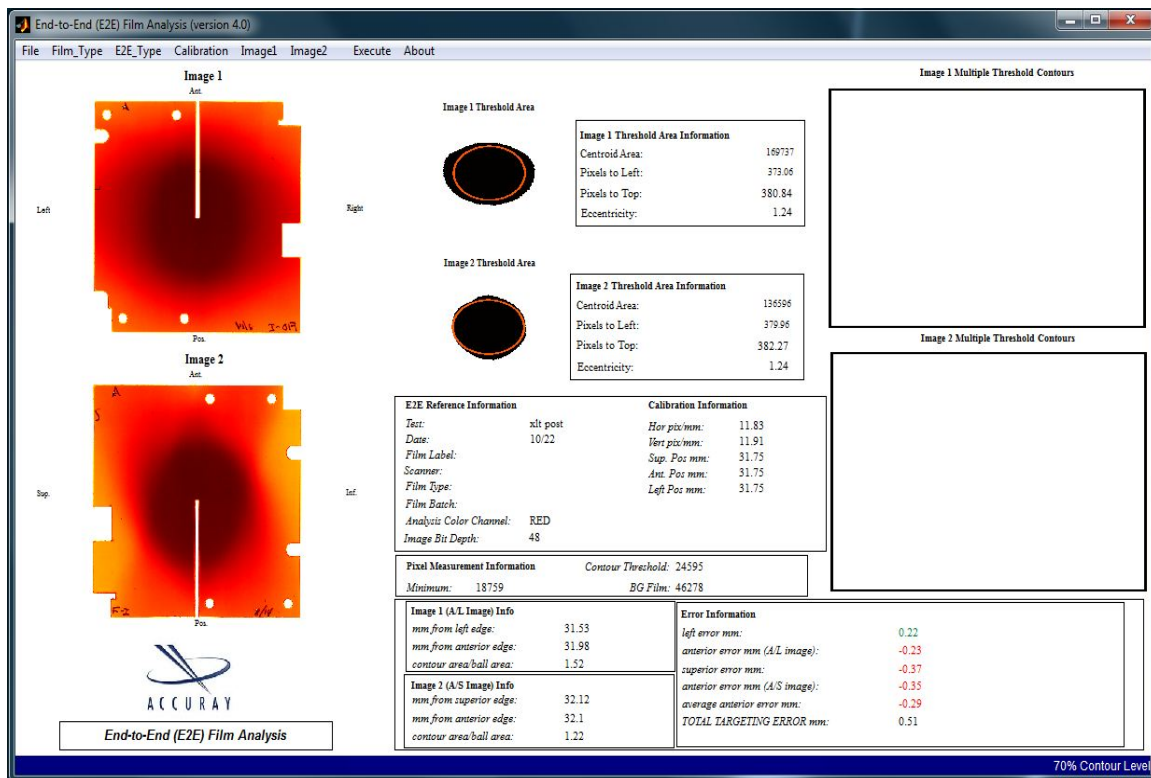 End-to-End (E2E) Film Analysis (version 4.0)
File Film_Type E2E_Type Calibration Image1 Image2 Execute About
Image 1
Ant.
Left
Right
Pos.
Image 2
Ant.
Sup.
Inf.
Pos.
ACCURAY
End-to-End (E2E) Film Analysis
Image 1 Threshold Area
Image 1 Threshold Area Information
Centroid Area: 169737
Pixels to Left: 373.06
Pixels to Top: 380.84
Eccentricity: 1.24
Image 2 Threshold Area
Image 2 Threshold Area Information
Centroid Area: 136596
Pixels to Left: 379.96
Pixels to Top: 382.27
Eccentricity: 1.24
Image 1 Multiple Threshold Contours
Image 2 Multiple Threshold Contours
E2E Reference Information
Test: xlt post
Date: 10/22
Film Label:
Scanner:
Film Type:
Film Batch:
Analysis Color Channel: RED
Image Bit Depth: 48
Calibration Information
Hor pix/mm: 11.83
Vert pix/mm: 11.91
Sup. Pos mm: 31.75
Ant. Pos mm: 31.75
Left Pos mm: 31.75
Pixel Measurement Information Contour Threshold: 24595
Minimum: 18759 BG Film: 46278
Image 1 (A/L Image) Info
mm from left edge: 31.53
mm from anterior edge: 31.98
contour area/ball area: 1.52
Image 2 (A/S Image) Info
mm from superior edge: 32.12
mm from anterior edge: 32.1
contour area/ball area: 1.22
Error Information
left error mm: 0.22
anterior error mm (A/L image): -0.23
superior error mm: -0.37
anterior error mm (A/S image): -0.35
average anterior error mm: -0.29
TOTAL TARGETING ERROR mm: 0.51
70% Contour Level